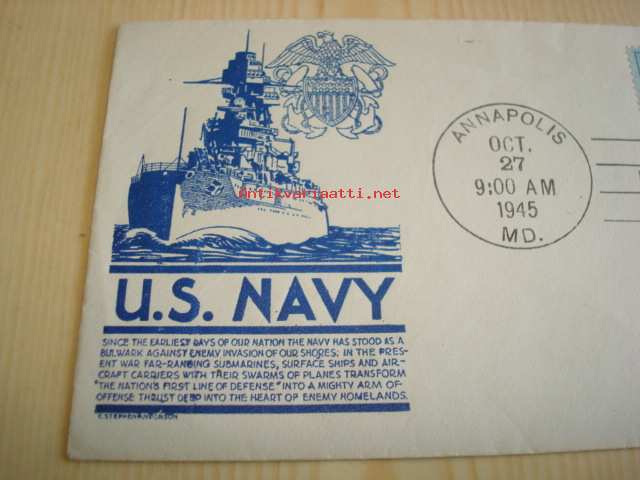 ANNAPOLIS
OCT.
27
9:00 AM
1945
MD.
Antikvariaatti.net
U.S. NAVY
SINCE THE EARLIEST DAYS OF OUR NATION THE NAVY HAS STOOD AS A
BULWARK AGAINST ENEMY INVASION OF OUR SHORES; IN THE PRES-
ENT WAR FAR-RANGING SUBMARINES, SURFACE SHIPS AND AIR-
CRAFT CARRIERS WITH THEIR SWARMS OF PLANES TRANSFORM
"THE NATION'S FIRST LINE OF DEFENSE" INTO A MIGHTY ARM OF
OFFENSE THRUST DEEP INTO THE HEART OF ENEMY HOMELANDS.
C. STEPHEN ANDERSON